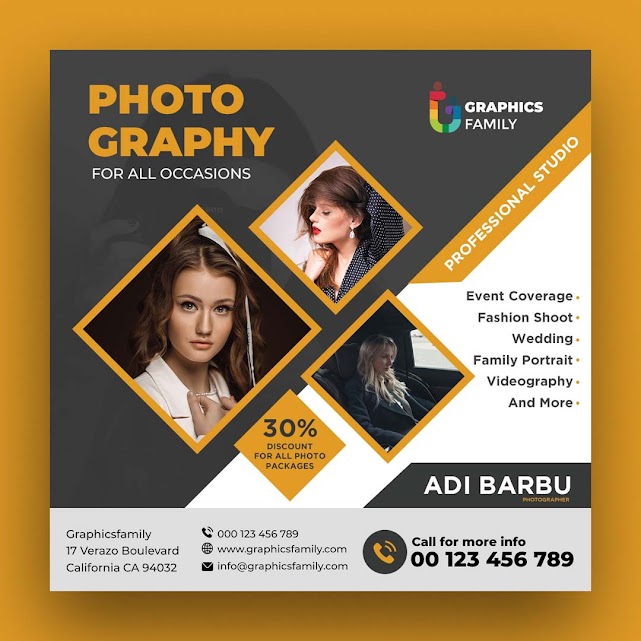 PHOTO
GRAPHY
FOR ALL OCCASIONS
GRAPHICS
FAMILY
PROFESSIONAL STUDIO
Event Coverage
Fashion Shoot
Wedding
Family Portrait
Videography
And More
30%
DISCOUNT
FOR ALL PHOTO
PACKAGES
ADI BARBU
PHOTOGRAPHER
Graphicsfamily
17 Verazo Boulevard
California CA 94032
000 123 456 789
www.graphicsfamily.com
info@graphicsfamily.com
Call for more info
00 123 456 789